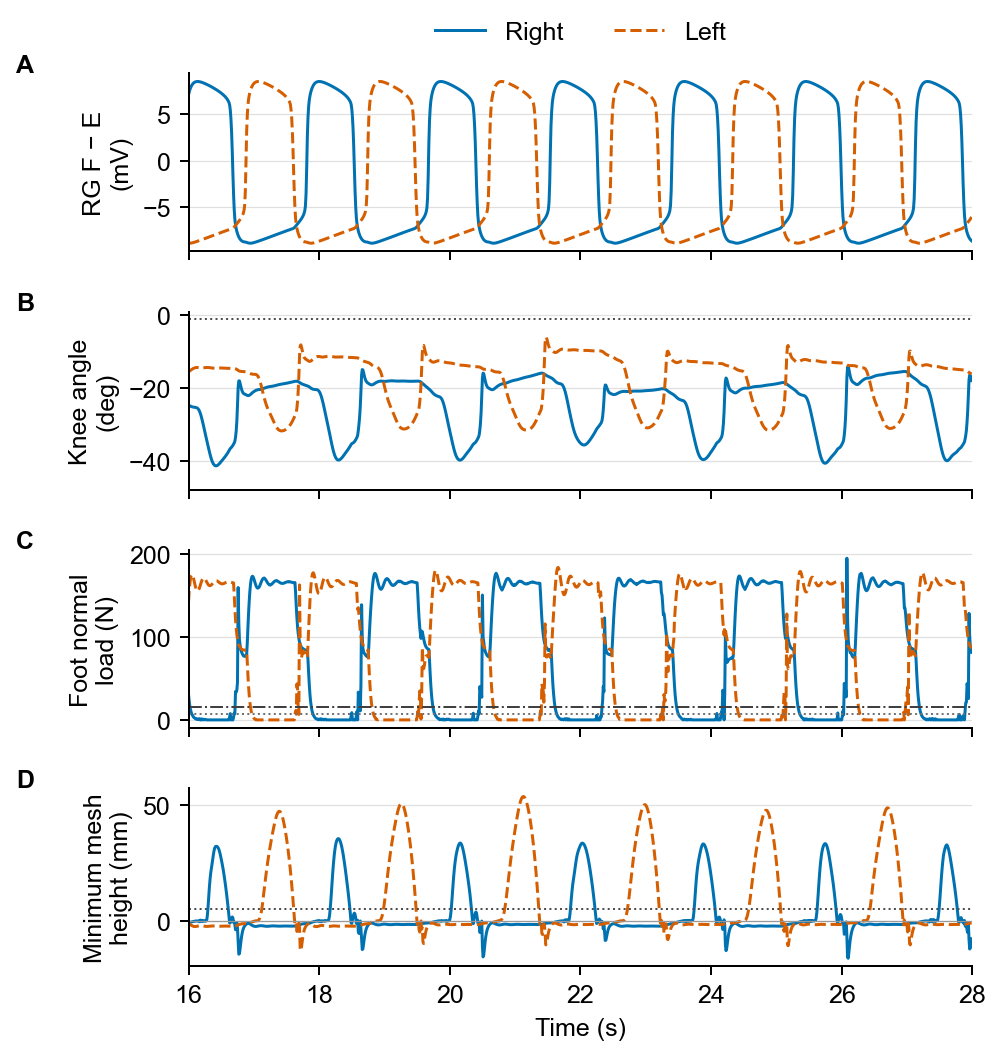 Right Left
A
RG F − E
(mV)
5
0
−5
B
Knee angle
(deg)
0
−20
−40
C
Foot normal
load (N)
200
100
0
D
Minimum mesh
height (mm)
50
0
16 18 20 22 24 26 28
Time (s)